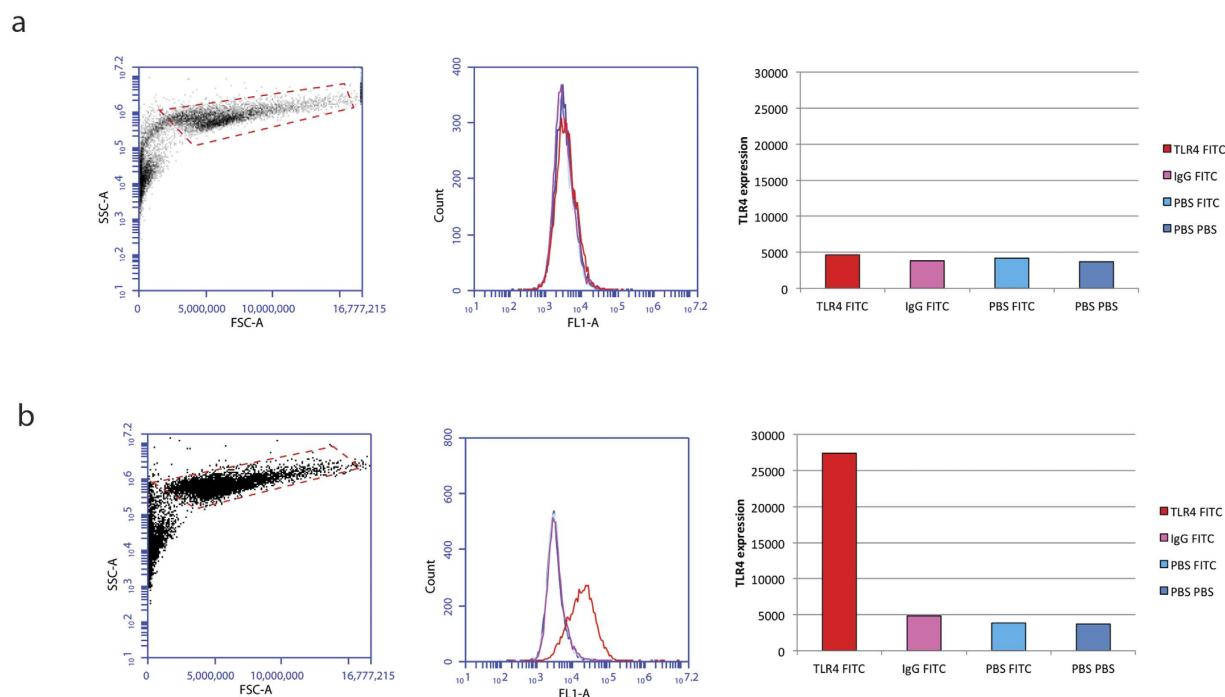 a
SSC-A
10 7.2
10 6
10 5
10 4
10 3
10 2
10 1
0 5,000,000 10,000,000 16,777,215
FSC-A
Count
400
300
200
100
0
10 1 10 2 10 3 10 4 10 5 10 6 10 7.2
FL1-A
TLR4 expression
30000
25000
20000
15000
10000
5000
0
TLR4 FITC IgG FITC PBS FITC PBS PBS
TLR4 FITC
IgG FITC
PBS FITC
PBS PBS
b
SSC-A
10 7.2
10 6
10 5
10 4
10 3
10 2
10 1
0 5,000,000 10,000,000 16,777,215
FSC-A
Count
800
600
400
200
0
10 1 10 2 10 3 10 4 10 5 10 6 10 7.2
FL1-A
TLR4 expression
30000
25000
20000
15000
10000
5000
0
TLR4 FITC IgG FITC PBS FITC PBS PBS
TLR4 FITC
IgG FITC
PBS FITC
PBS PBS